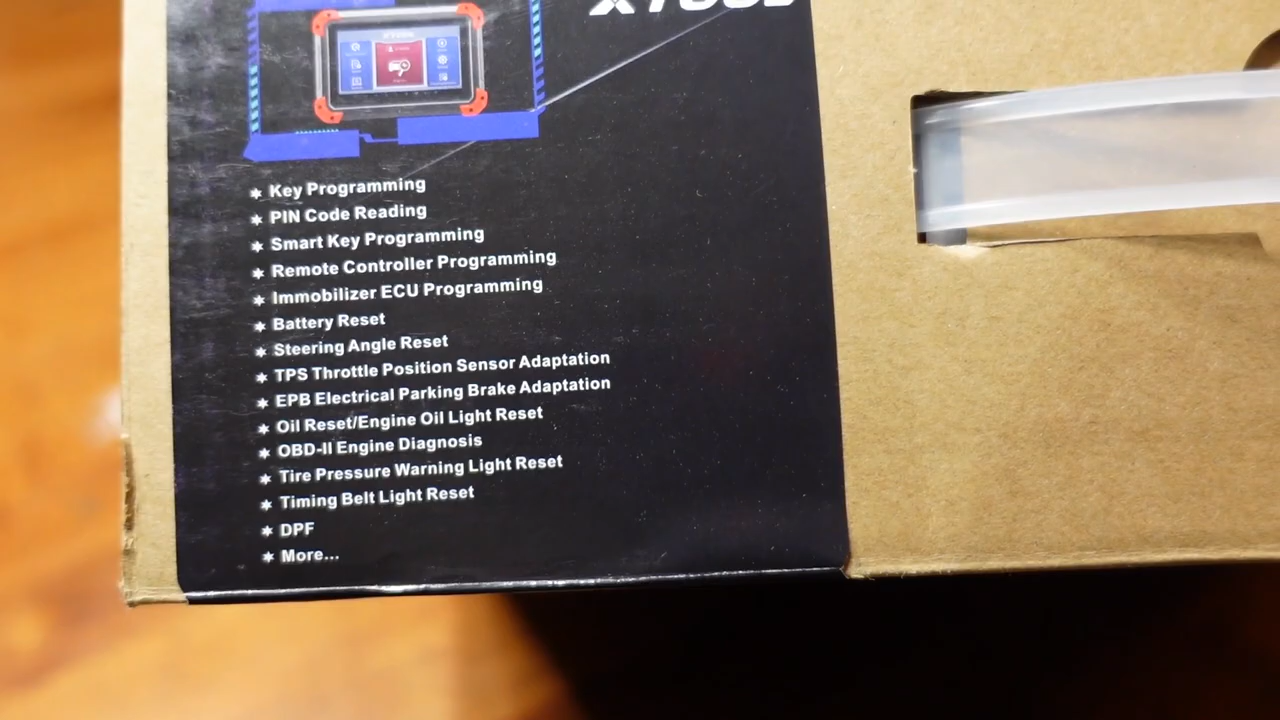 XTOOL
✶ Key Programming
✶ PIN Code Reading
✶ Smart Key Programming
✶ Remote Controller Programming
✶ Immobilizer ECU Programming
✶ Battery Reset
✶ Steering Angle Reset
✶ TPS Throttle Position Sensor Adaptation
✶ EPB Electrical Parking Brake Adaptation
✶ Oil Reset/Engine Oil Light Reset
✶ OBD-II Engine Diagnosis
✶ Tire Pressure Warning Light Reset
✶ Timing Belt Light Reset
✶ DPF
✶ More...